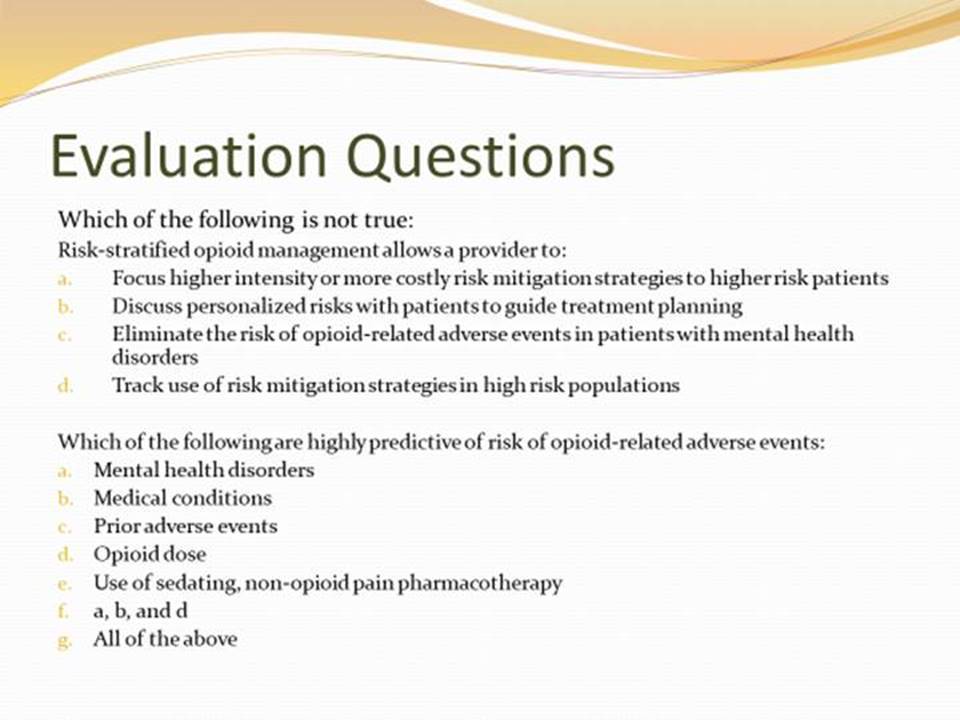 Evaluation Questions
Which of the following is not true:
Risk-stratified opioid management allows a provider to:
a. Focus higher intensity or more costly risk mitigation strategies to higher risk patients
b. Discuss personalized risks with patients to guide treatment planning
c. Eliminate the risk of opioid-related adverse events in patients with mental health
disorders
d. Track use of risk mitigation strategies in high risk populations
Which of the following are highly predictive of risk of opioid-related adverse events:
a. Mental health disorders
b. Medical conditions
c. Prior adverse events
d. Opioid dose
e. Use of sedating, non-opioid pain pharmacotherapy
f. a, b, and d
g. All of the above